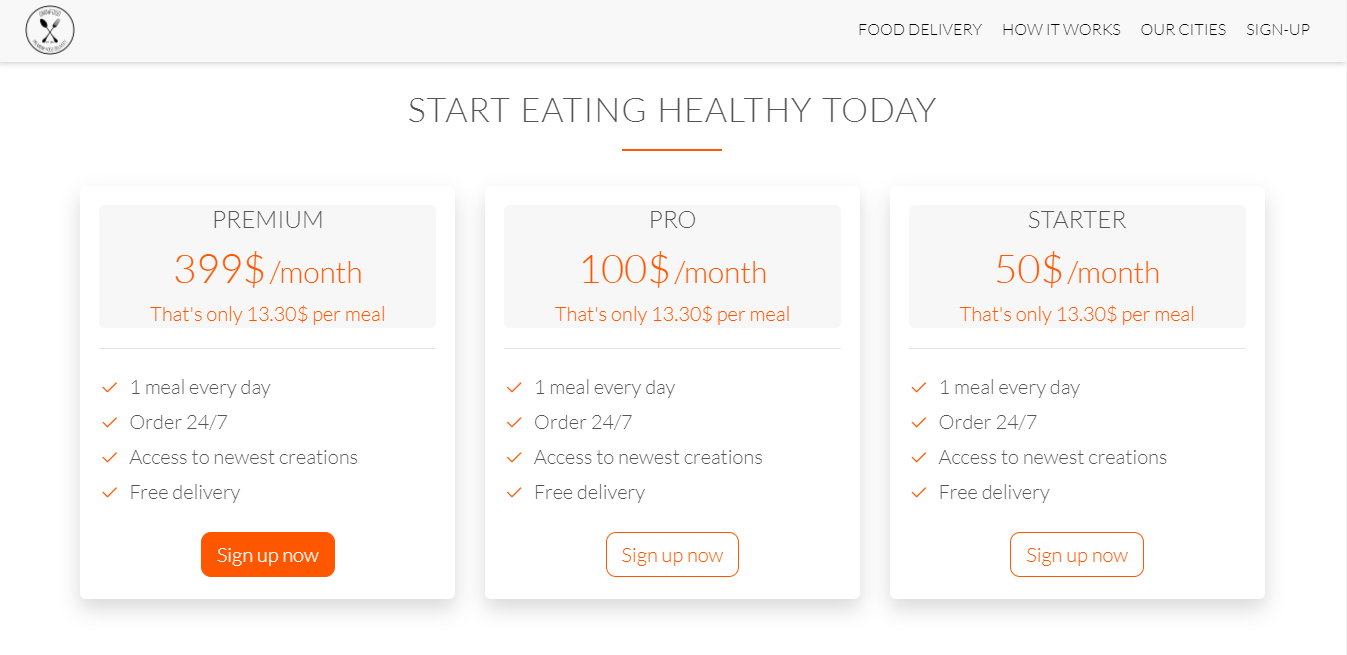 FOOD DELIVERY HOW IT WORKS OUR CITIES SIGN-UP
START EATING HEALTHY TODAY
PREMIUM
399$/month
That's only 13.30$ per meal
1 meal every day
Order 24/7
Access to newest creations
Free delivery
Sign up now
PRO
100$/month
That's only 13.30$ per meal
1 meal every day
Order 24/7
Access to newest creations
Free delivery
Sign up now
STARTER
50$/month
That's only 13.30$ per meal
1 meal every day
Order 24/7
Access to newest creations
Free delivery
Sign up now